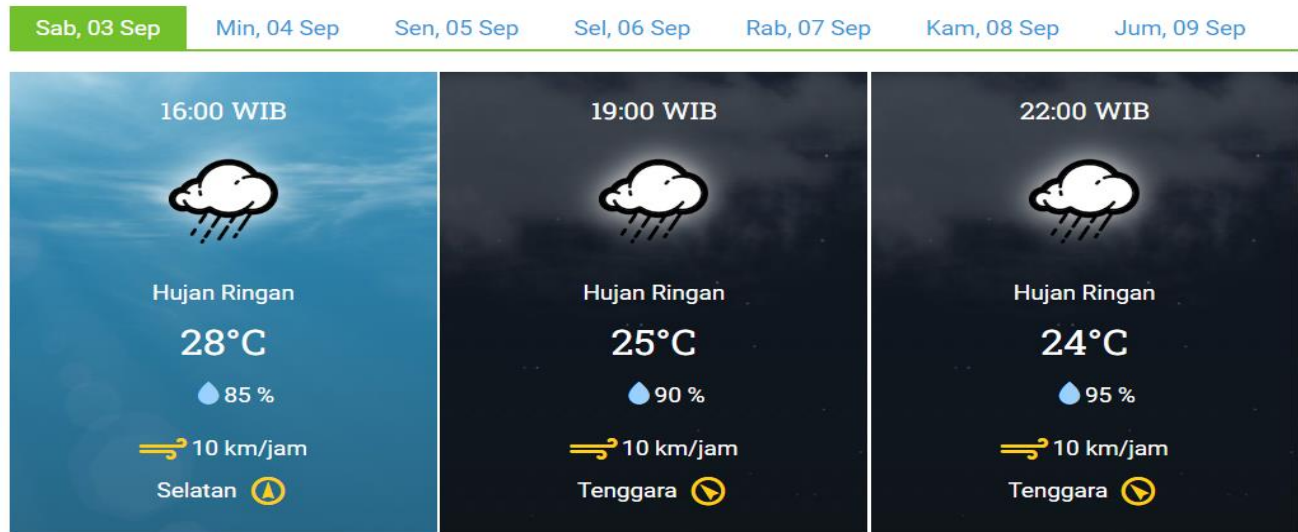 Sab, 03 Sep Min, 04 Sep Sen, 05 Sep Sel, 06 Sep Rab, 07 Sep Kam, 08 Sep Jum, 09 Sep
16:00 WIB
Hujan Ringan
28°C
85 %
10 km/jam
Selatan
19:00 WIB
Hujan Ringan
25°C
90 %
10 km/jam
Tenggara
22:00 WIB
Hujan Ringan
24°C
95 %
10 km/jam
Tenggara